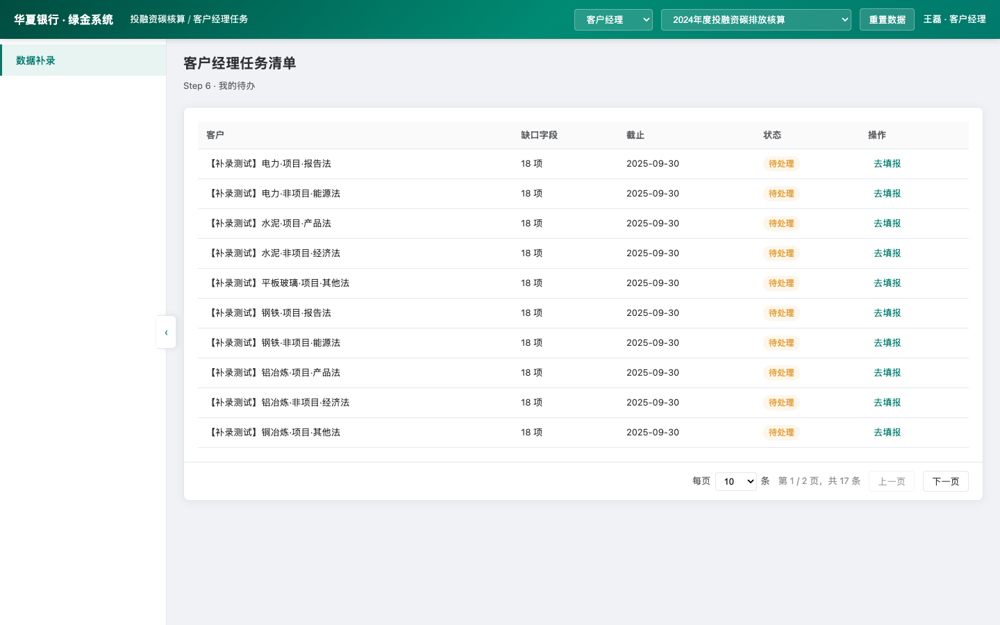 华夏银行 · 绿金系统 投融资碳核算 / 客户经理任务 客户经理 2024年度投融资碳排放核算 重置数据 王磊 · 客户经理
数据补录
客户经理任务清单
Step 6 · 我的待办
客户 缺口字段 截止 状态 操作
【补录测试】电力·项目·报告法 18 项 2025-09-30 待处理 去填报
【补录测试】电力·非项目·能源法 18 项 2025-09-30 待处理 去填报
【补录测试】水泥·项目·产品法 18 项 2025-09-30 待处理 去填报
【补录测试】水泥·非项目·经济法 18 项 2025-09-30 待处理 去填报
【补录测试】平板玻璃·项目·其他法 18 项 2025-09-30 待处理 去填报
【补录测试】钢铁·项目·报告法 18 项 2025-09-30 待处理 去填报
【补录测试】钢铁·非项目·能源法 18 项 2025-09-30 待处理 去填报
【补录测试】铝冶炼·项目·产品法 18 项 2025-09-30 待处理 去填报
【补录测试】铝冶炼·非项目·经济法 18 项 2025-09-30 待处理 去填报
【补录测试】铜冶炼·项目·其他法 18 项 2025-09-30 待处理 去填报
每页 10 条 第 1 / 2 页，共 17 条 上一页 下一页